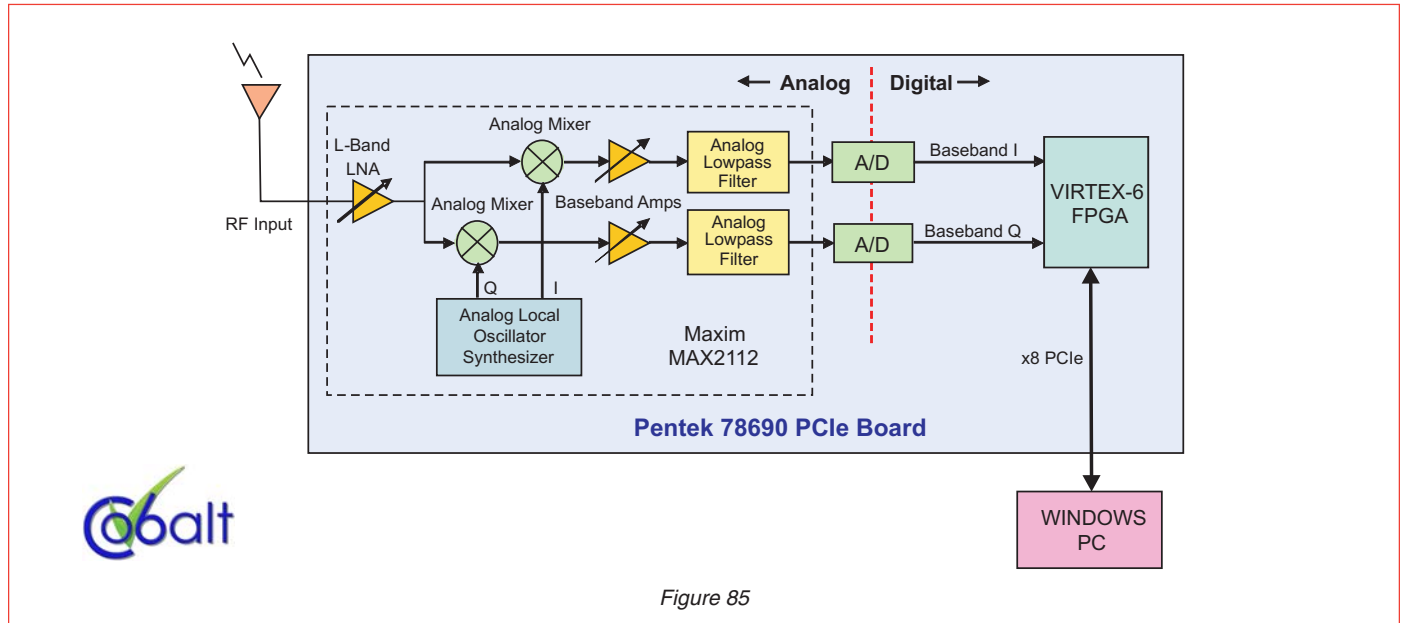 ← Analog
Digital →
Analog Mixer
L-Band
LNA
Analog
Lowpass
Filter
A/D
Baseband I
VIRTEX-6
FPGA
RF Input
Analog Mixer
Baseband Amps
Analog
Lowpass
Filter
A/D
Baseband Q
Q
I
Analog Local
Oscillator
Synthesizer
Maxim
MAX2112
x8 PCIe
Pentek 78690 PCIe Board
Cobalt
WINDOWS
PC
Figure 85